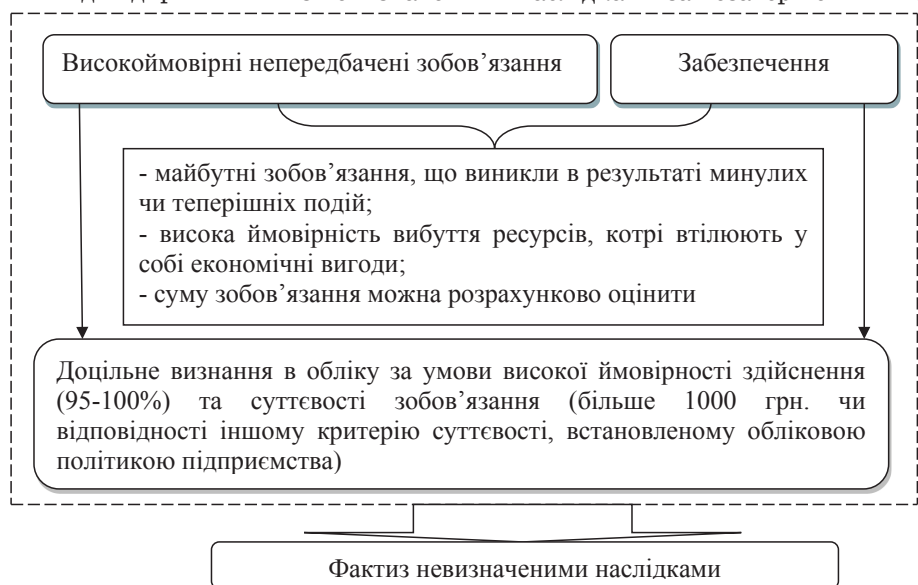 Високоймовірні непередбачені зобов’язання
Забезпечення
- майбутні зобов’язання, що виникли в результаті минулих
чи теперішніх подій;
- висока ймовірність вибуття ресурсів, котрі втілюють у
собі економічні вигоди;
- суму зобов’язання можна розрахунково оцінити
Доцільне визнання в обліку за умови високої ймовірності здійснення
(95-100%) та суттєвості зобов’язання (більше 1000 грн. чи
відповідності іншому критерію суттєвості, встановленому обліковою
політикою підприємства)
Фактиз невизначеними наслідками